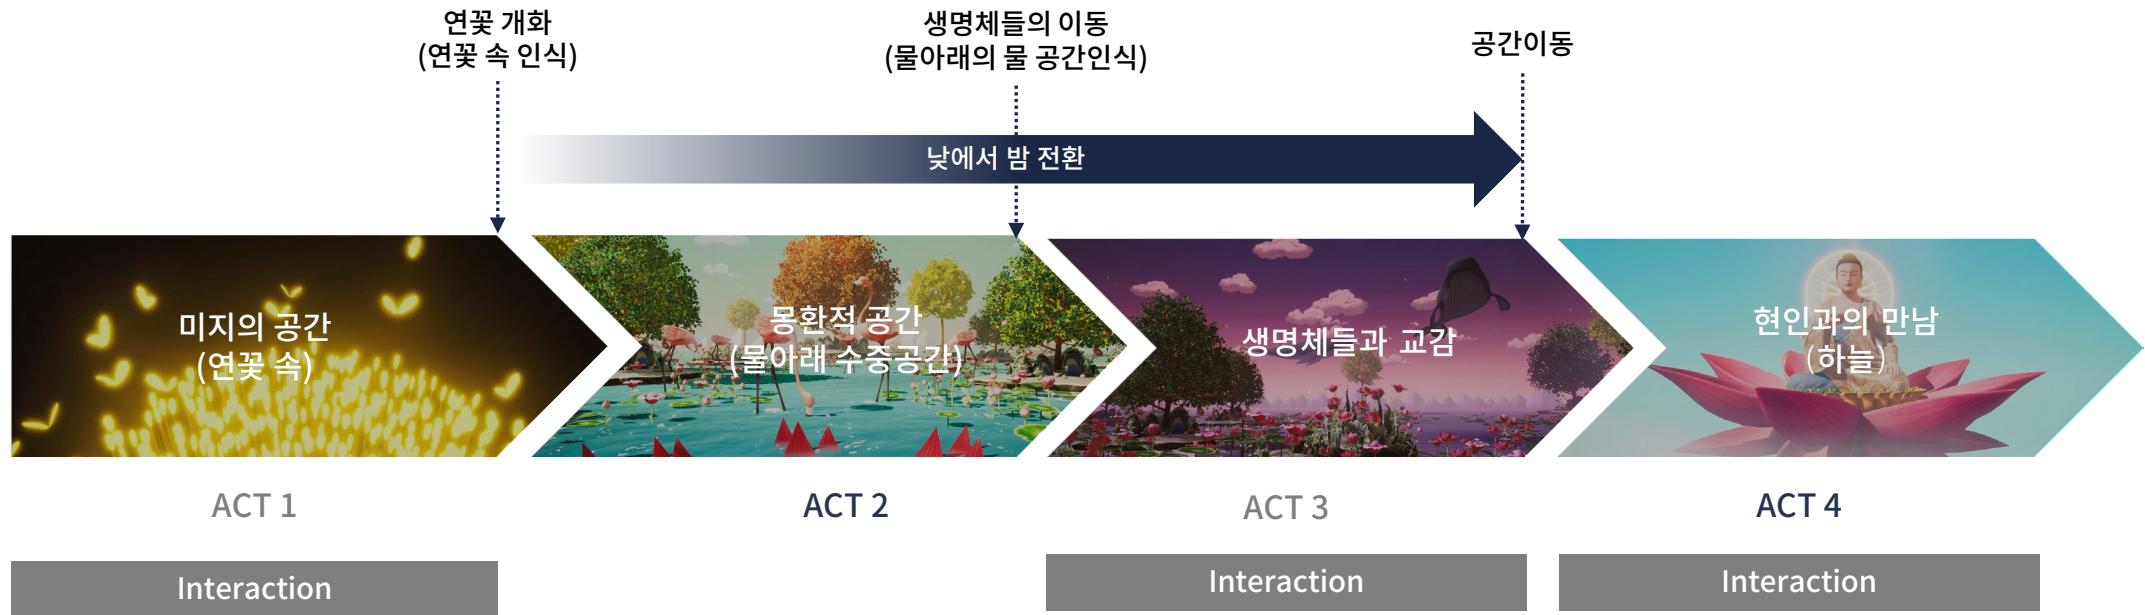 연꽃 개화
(연꽃 속 인식)
생명체들의 이동
(물아래의 물 공간인식)
공간이동
낮에서 밤 전환
미지의 공간
(연꽃 속)
몽환적 공간
(물아래 수중공간)
생명체들과 교감
현인과의 만남
(하늘)
ACT 1
ACT 2
ACT 3
ACT 4
Interaction
Interaction
Interaction